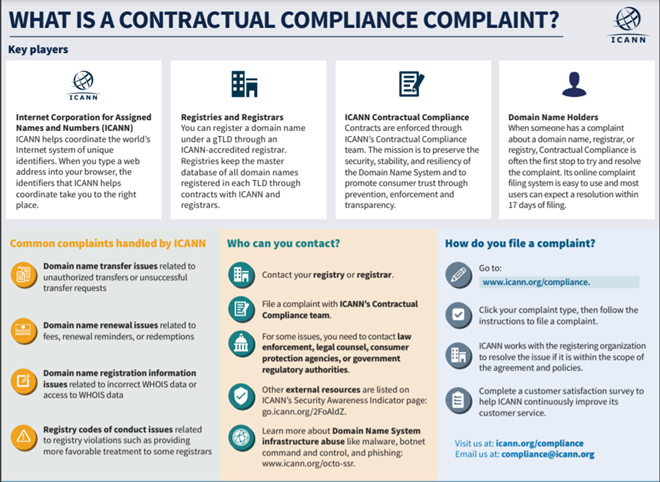 WHAT IS A CONTRACTUAL COMPLIANCE COMPLAINT?
ICANN
Key players
ICANN
Internet Corporation for Assigned
Names and Numbers (ICANN)
ICANN helps coordinate the world's
Internet system of unique
identifiers. When you type a web
address into your browser, the
identifiers that ICANN helps
coordinate take you to the right
place.
Registries and Registrars
You can register a domain name
under a gTLD through an
ICANN-accredited registrar.
Registries keep the master
database of all domain names
registered in each TLD through
contracts with ICANN and
registrars.
ICANN Contractual Compliance
Contracts are enforced through
ICANN's Contractual Compliance
team. The mission is to preserve the
security, stability, and resiliency of
the Domain Name System and to
promote consumer trust through
prevention, enforcement and
transparency.
Domain Name Holders
When someone has a complaint
about a domain name, registrar, or
registry, Contractual Compliance is
often the first stop to try and resolve
the complaint. Its online complaint
filing system is easy to use and most
users can expect a resolution within
17 days of filing.
Common complaints handled by ICANN
Domain name transfer issues related to
unauthorized transfers or unsuccessful
transfer requests
Domain name renewal issues related to
fees, renewal reminders, or redemptions
Domain name registration information
issues related to incorrect WHOIS data or
access to WHOIS data
Registry codes of conduct issues related
to registry violations such as providing
more favorable treatment to some registrars
Who can you contact?
Contact your registry or registrar.
File a complaint with ICANN's Contractual
Compliance team.
For some issues, you need to contact law
enforcement, legal counsel, consumer
protection agencies, or government
regulatory authorities.
Other external resources are listed on
ICANN's Security Awareness Indicator page:
go.icann.org/2FoAldZ.
Learn more about Domain Name System
infrastructure abuse like malware, botnet
command and control, and phishing:
www.icann.org/octo-ssr.
How do you file a complaint?
Go to:
www.icann.org/compliance.
Click your complaint type, then follow the
instructions to file a complaint.
ICANN works with the registering organization
to resolve the issue if it is within the scope of
the agreement and policies.
Complete a customer satisfaction survey to
help ICANN continuously improve its
customer service.
Visit us at: icann.org/compliance
Email us at: compliance@icann.org